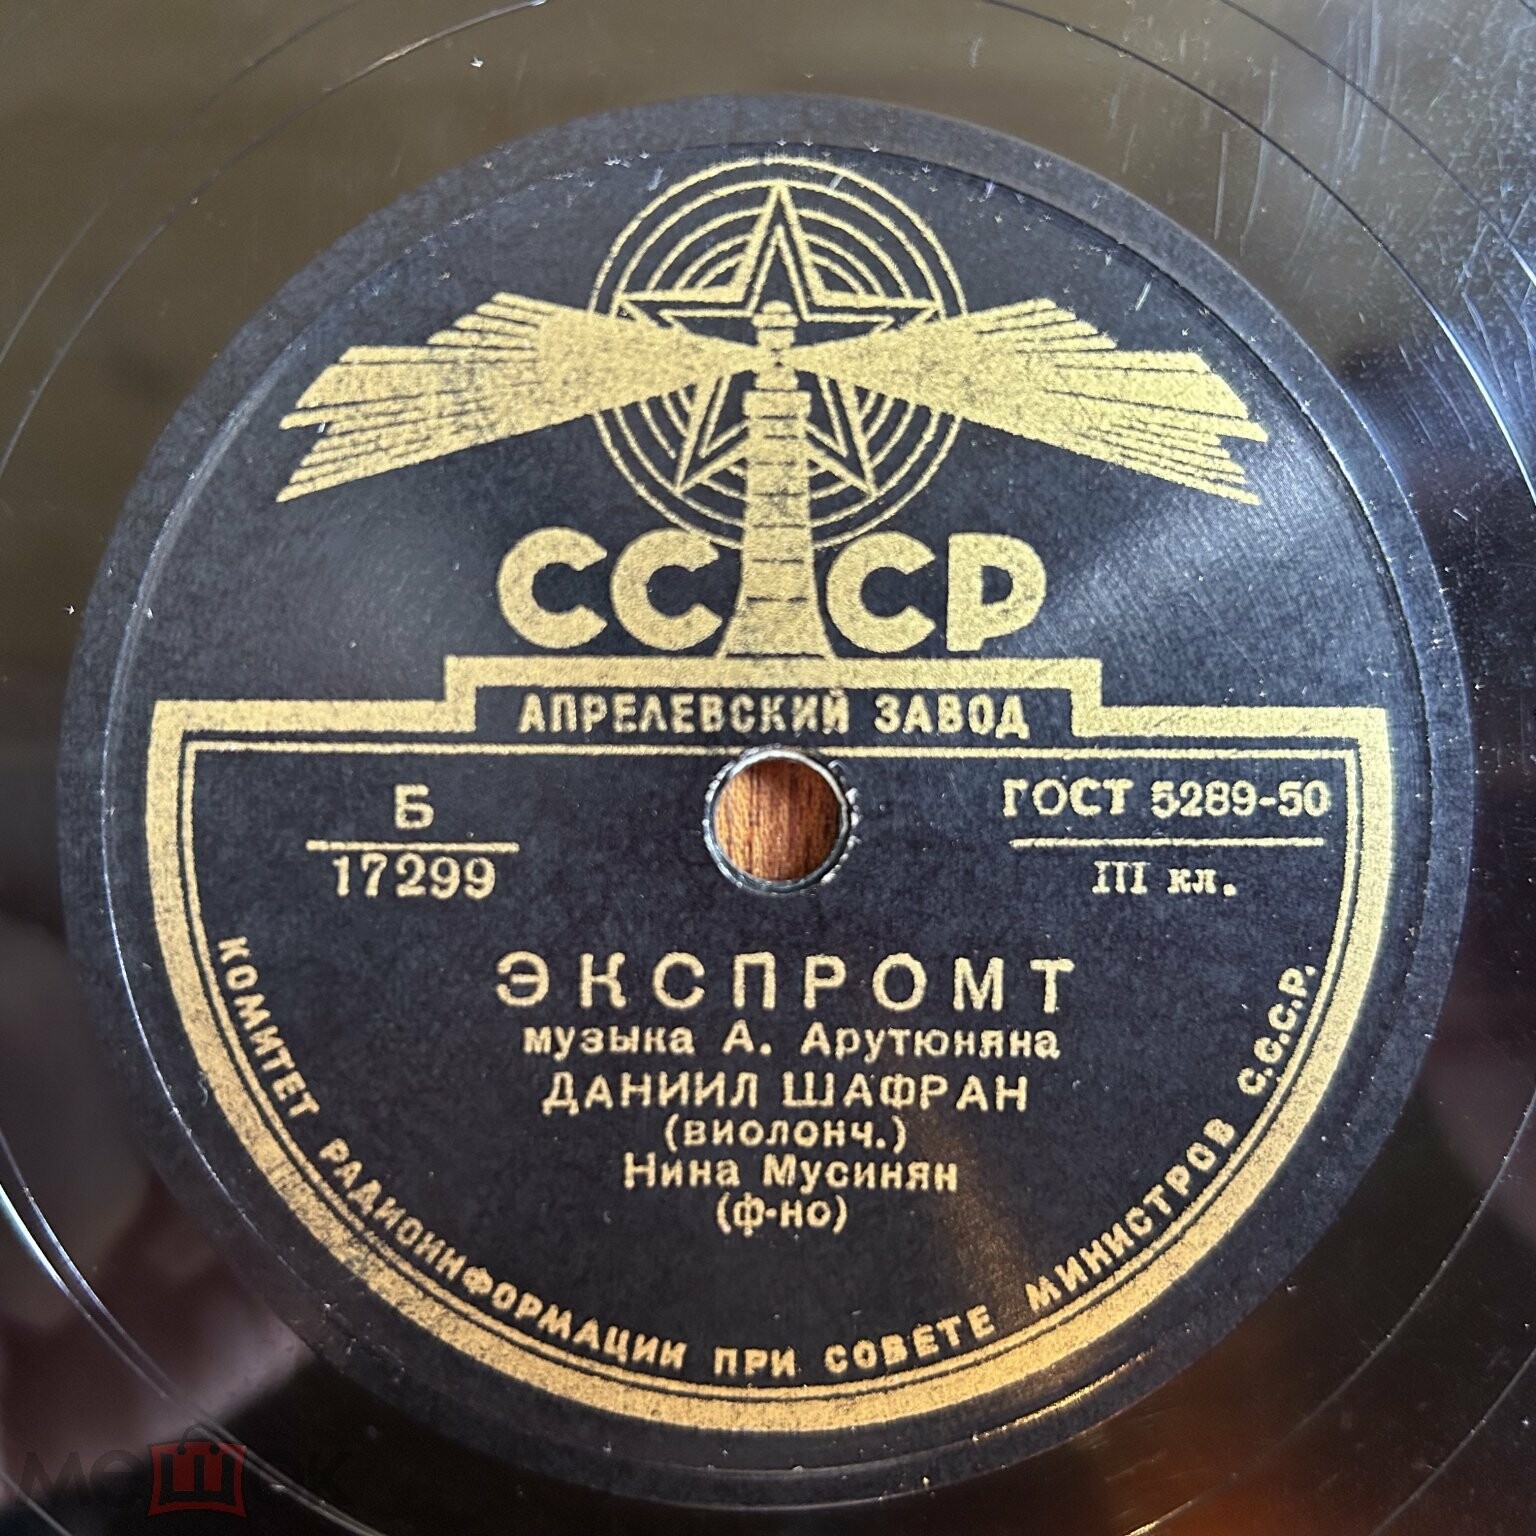 СССР
АПРЕЛЕВСКИЙ ЗАВОД
Б
17299
ГОСТ 5289-50
III кл.
ЭКСПРОМТ
музыка А. Арутюняна
ДАНИИЛ ШАФРАН
(виолонч.)
Нина Мусинян
(ф-но)
КОМИТЕТ РАДИОИНФОРМАЦИИ ПРИ СОВЕТЕ МИНИСТРОВ С.С.С.Р.
мешок